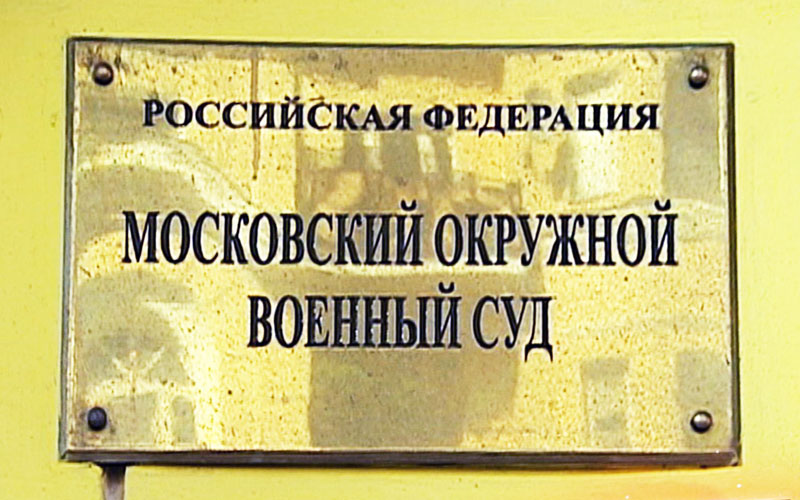 РОССИЙСКАЯ ФЕДЕРАЦИЯ
МОСКОВСКИЙ ОКРУЖНОЙ
ВОЕННЫЙ СУД